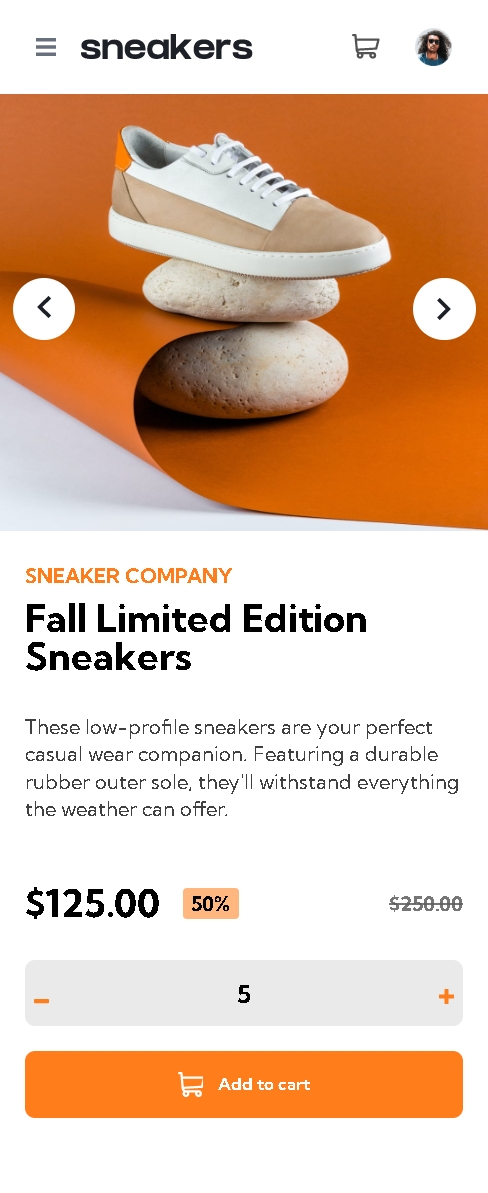 sneakers
SNEAKER COMPANY
Fall Limited Edition
Sneakers
These low-profile sneakers are your perfect
casual wear companion. Featuring a durable
rubber outer sole, they'll withstand everything
the weather can offer.
$125.00 50% $250.00
- 5 +
Add to cart